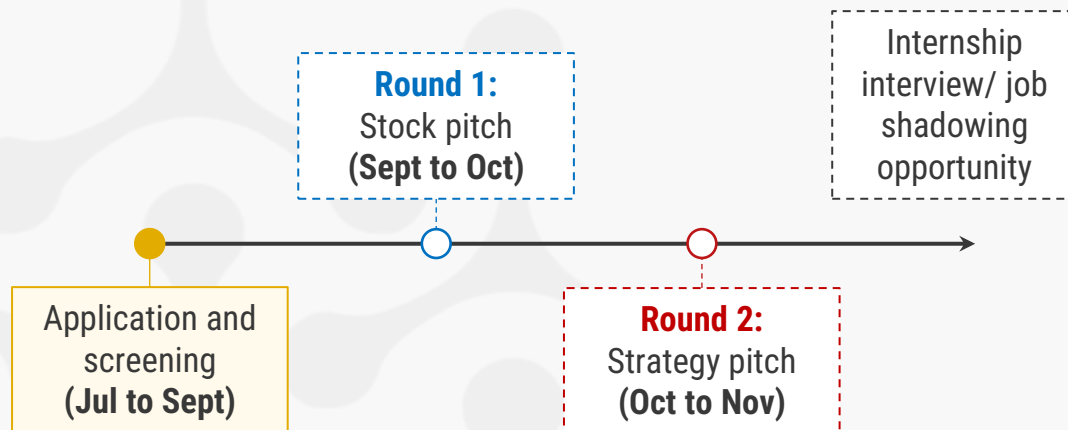 Application and
screening
(Jul to Sept)
Round 1:
Stock pitch
(Sept to Oct)
Round 2:
Strategy pitch
(Oct to Nov)
Internship
interview/ job
shadowing
opportunity